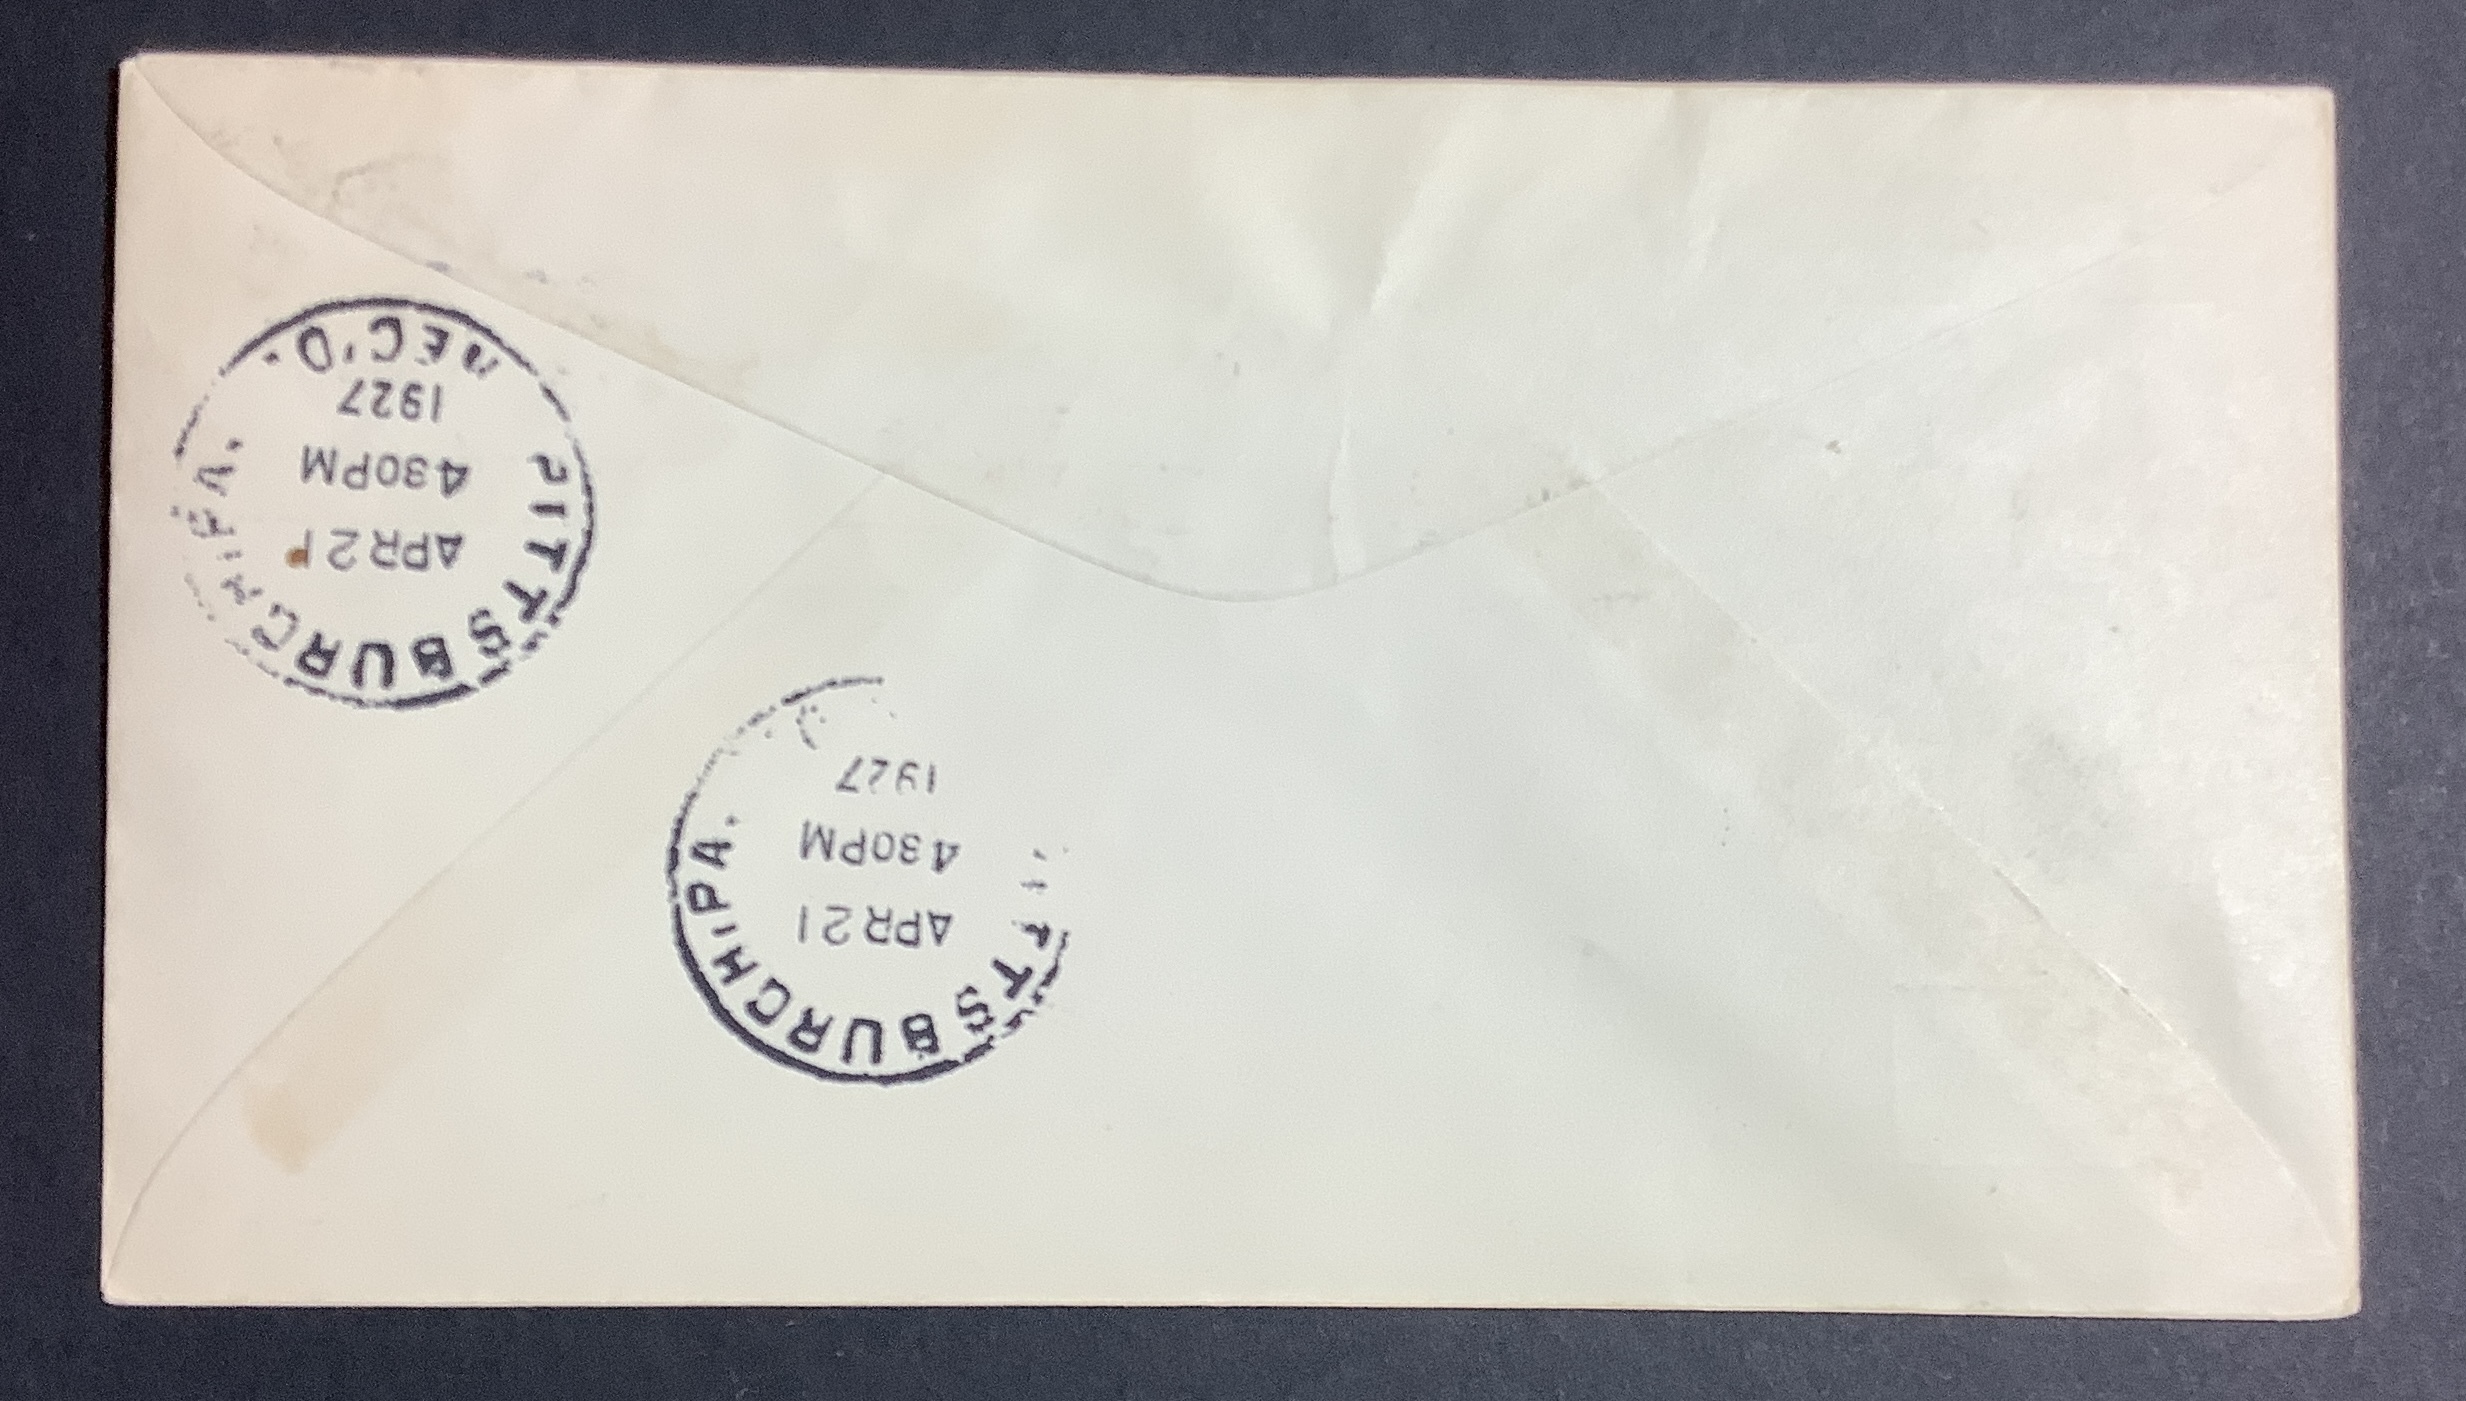 PITTSBURGH, PA.
APR 21
4 30 PM
1927
REC'D.
PITTSBURGH, PA.
APR 21
4 30 PM
1927